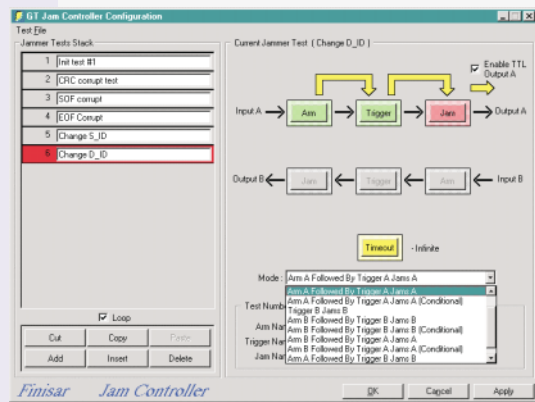 GT Jam Controller Configuration
Test File
Jammer Tests Stack
1 Init test #1
2 CRC corrupt test
3 SOF corrupt
4 EOF Corrupt
5 Change S_ID
6 Change D_ID
Loop
Cut Copy Paste
Add Insert Delete
Current Jammer Test ( Change D_ID )
Enable TTL
Output A
Input A Arm Trigger Jam Output A
Output B Jam Trigger Arm Input B
Timeout - Infinite
Mode: Arm A Followed By Trigger A Jams A
Arm A Followed By Trigger A Jams A
Arm A Followed By Trigger A Jams A (Conditional)
Trigger B Jams B
Arm B Followed By Trigger B Jams B
Arm B Followed By Trigger B Jams B (Conditional)
Arm B Followed By Trigger A Jams A
Arm B Followed By Trigger A Jams A (Conditional)
Arm A Followed By Trigger B Jams B
Test Numbe
Arm Nar
Trigger Nar
Jam Nar
Finisar Jam Controller
OK Cancel Apply